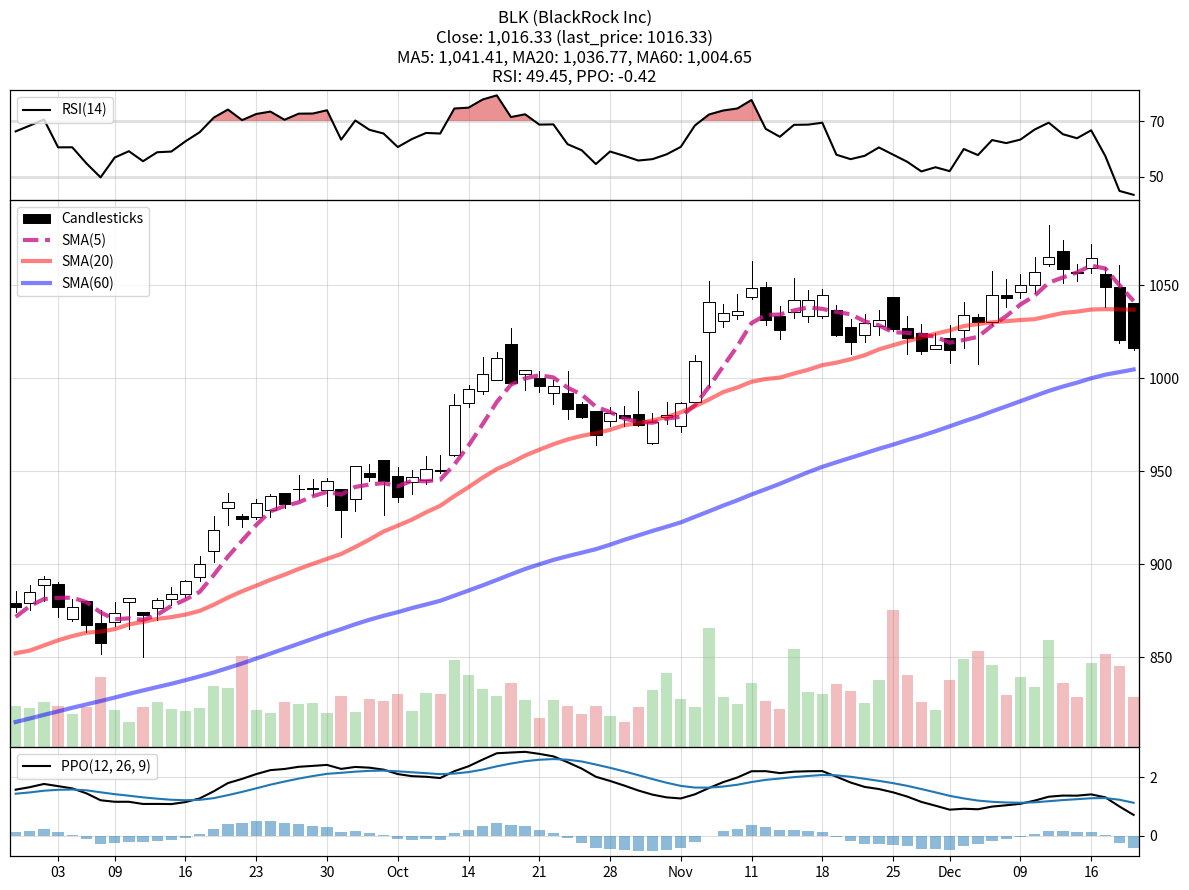 BLK (BlackRock Inc)
Close: 1,016.33 (last_price: 1016.33)
MA5: 1,041.41, MA20: 1,036.77, MA60: 1,004.65
RSI: 49.45, PPO: -0.42
RSI(14)
70
50
Candlesticks
SMA(5)
SMA(20)
SMA(60)
1050
1000
950
900
850
PPO(12, 26, 9)
2
0
03 09 16 23 30 Oct 14 21 28 Nov 11 18 25 Dec 09 16